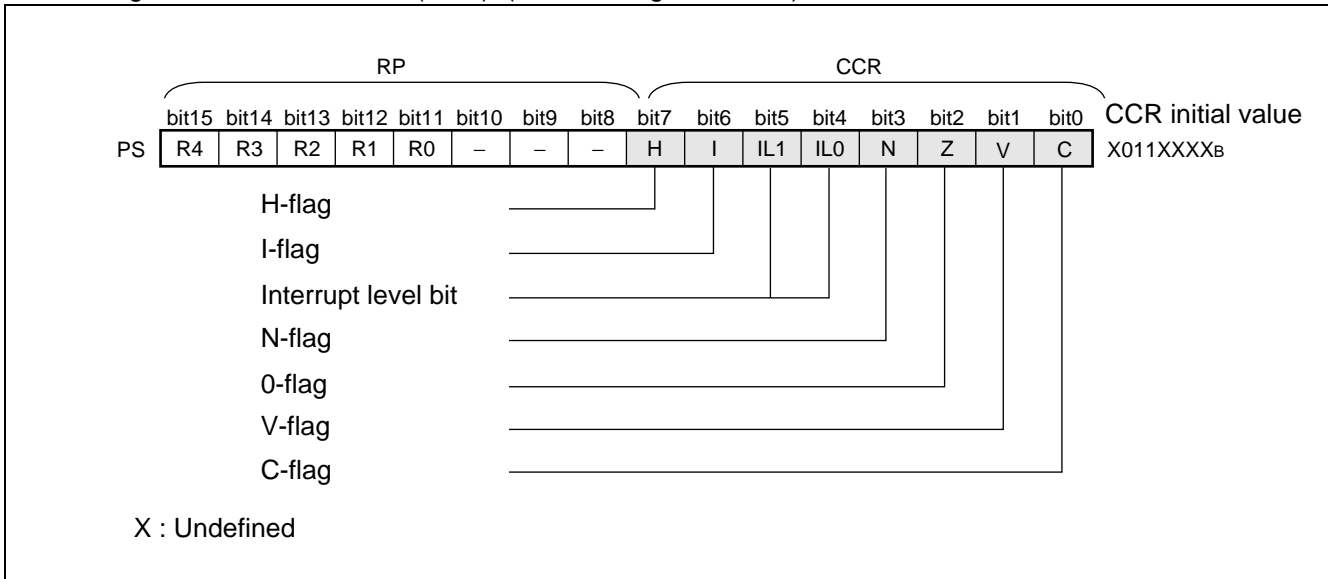 RP CCR
bit15 bit14 bit13 bit12 bit11 bit10 bit9 bit8 bit7 bit6 bit5 bit4 bit3 bit2 bit1 bit0 CCR initial value
PS R4 R3 R2 R1 R0 – – – H I IL1 IL0 N Z V C X011XXXXB
H-flag
I-flag
Interrupt level bit
N-flag
0-flag
V-flag
C-flag
X : Undefined